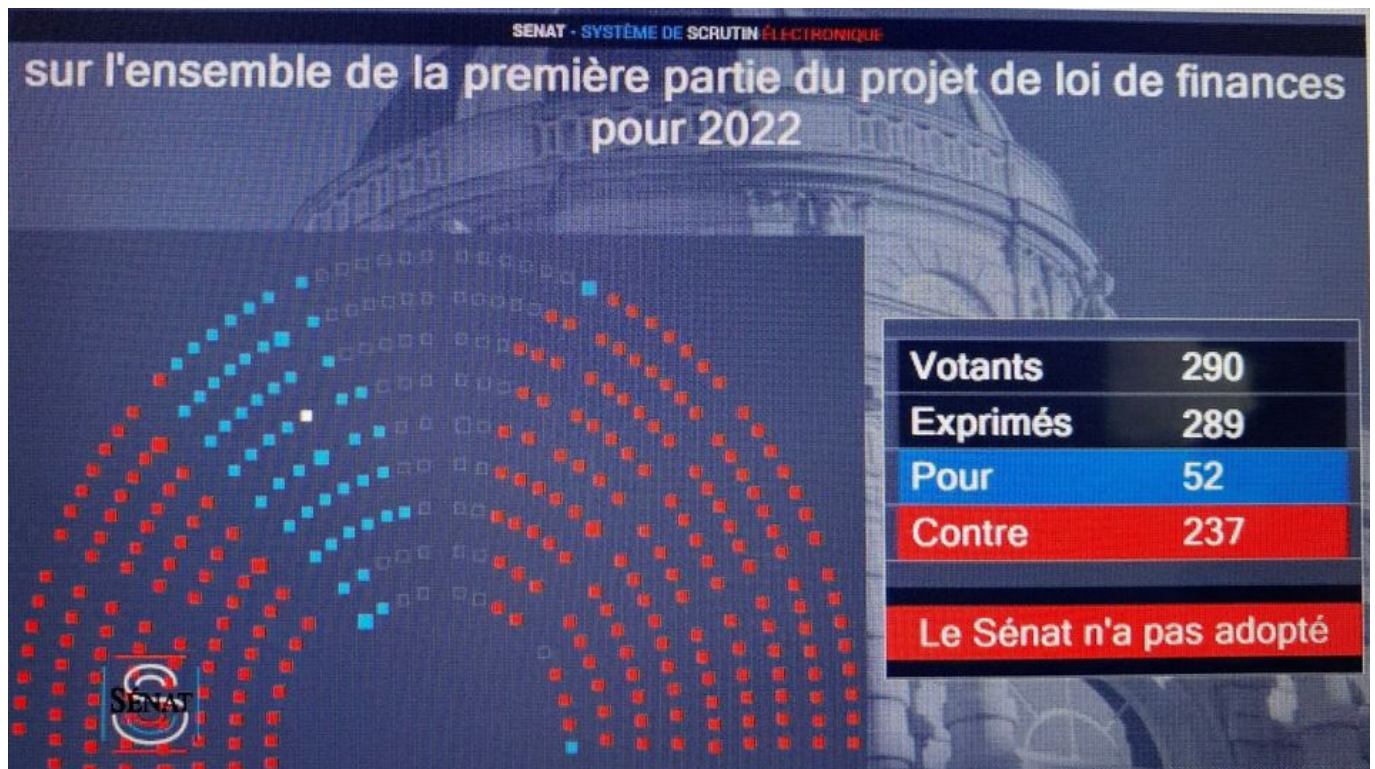 SENAT - SYSTÈME DE SCRUTIN ÉLECTRONIQUE
sur l'ensemble de la première partie du projet de loi de finances
pour 2022
Votants 290
Exprimés 289
Pour 52
Contre 237
Le Sénat n'a pas adopté
SÉNAT